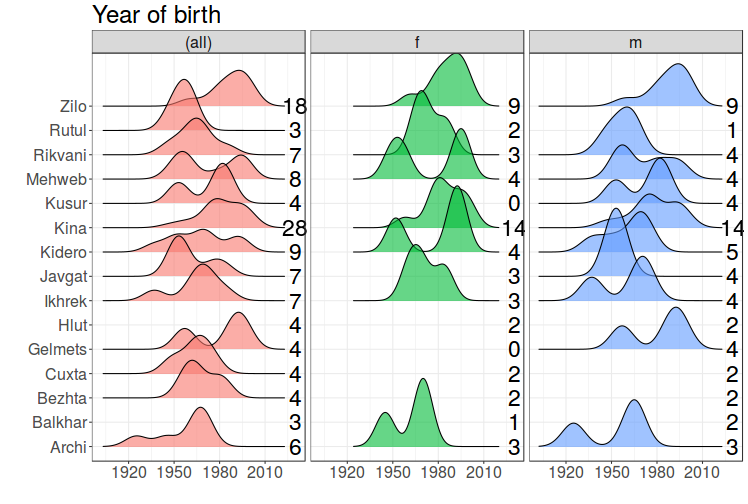 Year of birth
(all) f m
Zilo 18 9 9
Rutul 3 2 1
Rikvani 7 3 4
Mehweb 8 4 4
Kusur 4 0 4
Kina 28 14 14
Kidero 9 4 5
Javgat 7 3 4
Ikhrek 7 3 4
Hlut 4 2 2
Gelmets 4 0 4
Cuxta 4 2 2
Bezhta 4 2 2
Balkhar 3 1 2
Archi 6 3 3
1920 1950 1980 2010 1920 1950 1980 2010 1920 1950 1980 2010